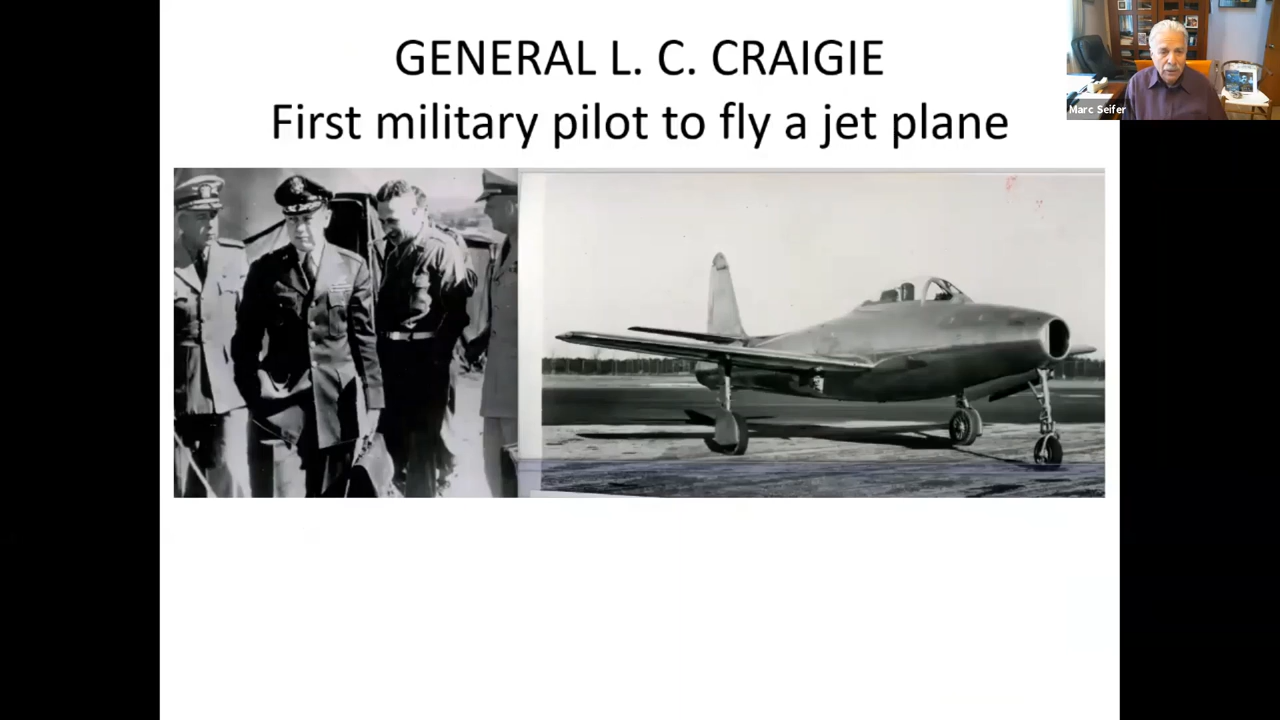 GENERAL L. C. CRAIGIE
First military pilot to fly a jet plane
Marc Seifer